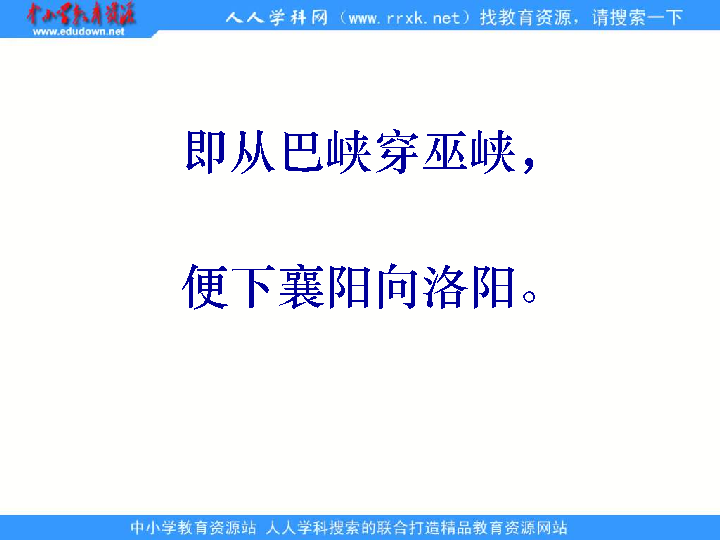 中小学教育资源
www.edudown.net
人人学科网（www.rrxk.net）找教育资源，请搜索一下
即从巴峡穿巫峡，
便下襄阳向洛阳。
中小学教育资源站 人人学科搜索的联合打造精品教育资源网站